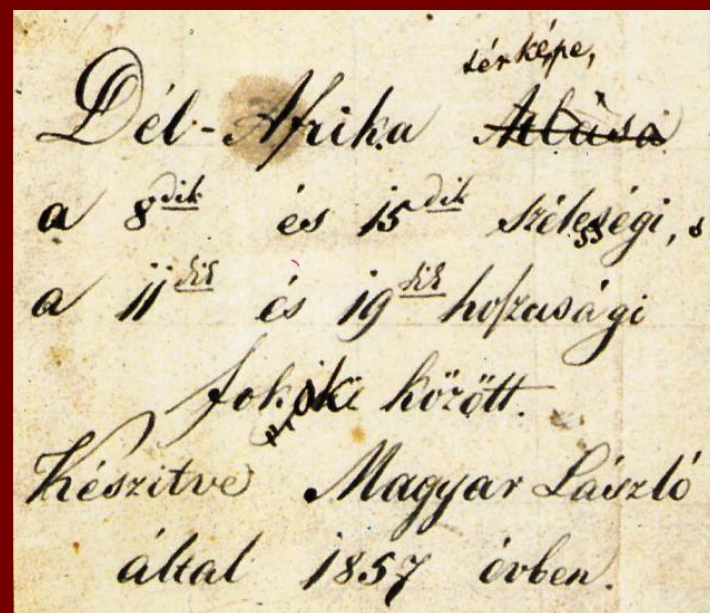 térképe,
Dél-Afrika Atlása
a 8dik és 15dik szélességi, s
a 11dik és 19dik hoſzusági
fokok között.
Készitve Magyar László
által 1857 évben.